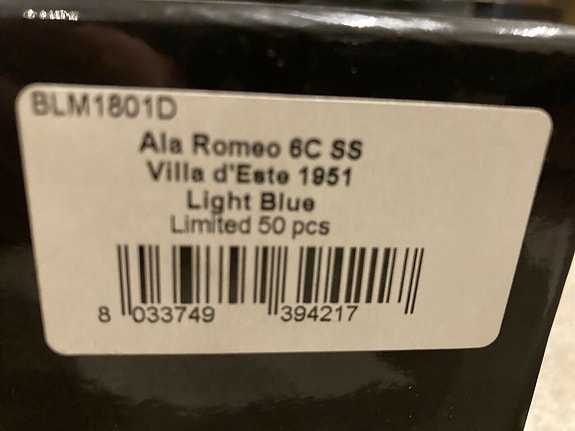 BLM1801D
Ala Romeo 6C SS
Villa d'Este 1951
Light Blue
Limited 50 pcs
8 033749 394217